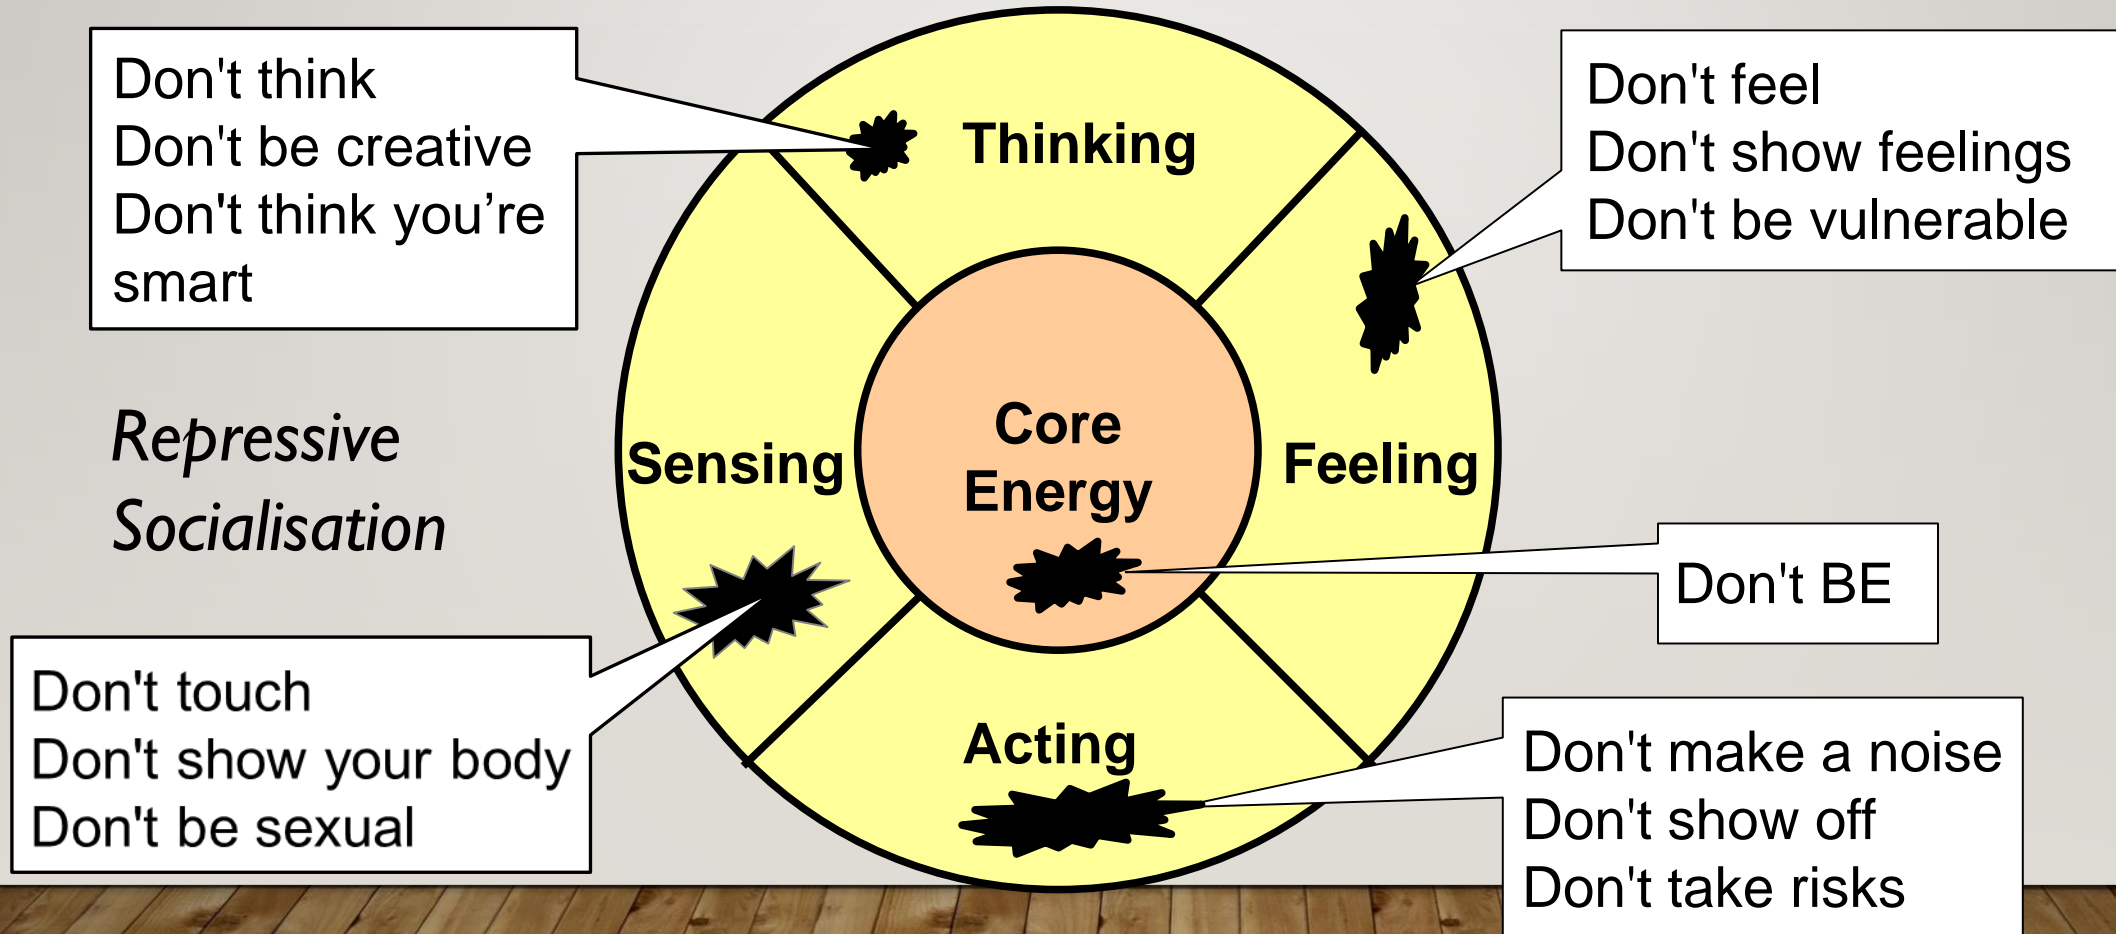 Don't think
Don't be creative
Don't think you’re
smart
Thinking
Don't feel
Don't show feelings
Don't be vulnerable
Repressive
Socialisation
Sensing
Core
Energy
Feeling
Don't BE
Don't touch
Don't show your body
Don't be sexual
Acting
Don't make a noise
Don't show off
Don't take risks